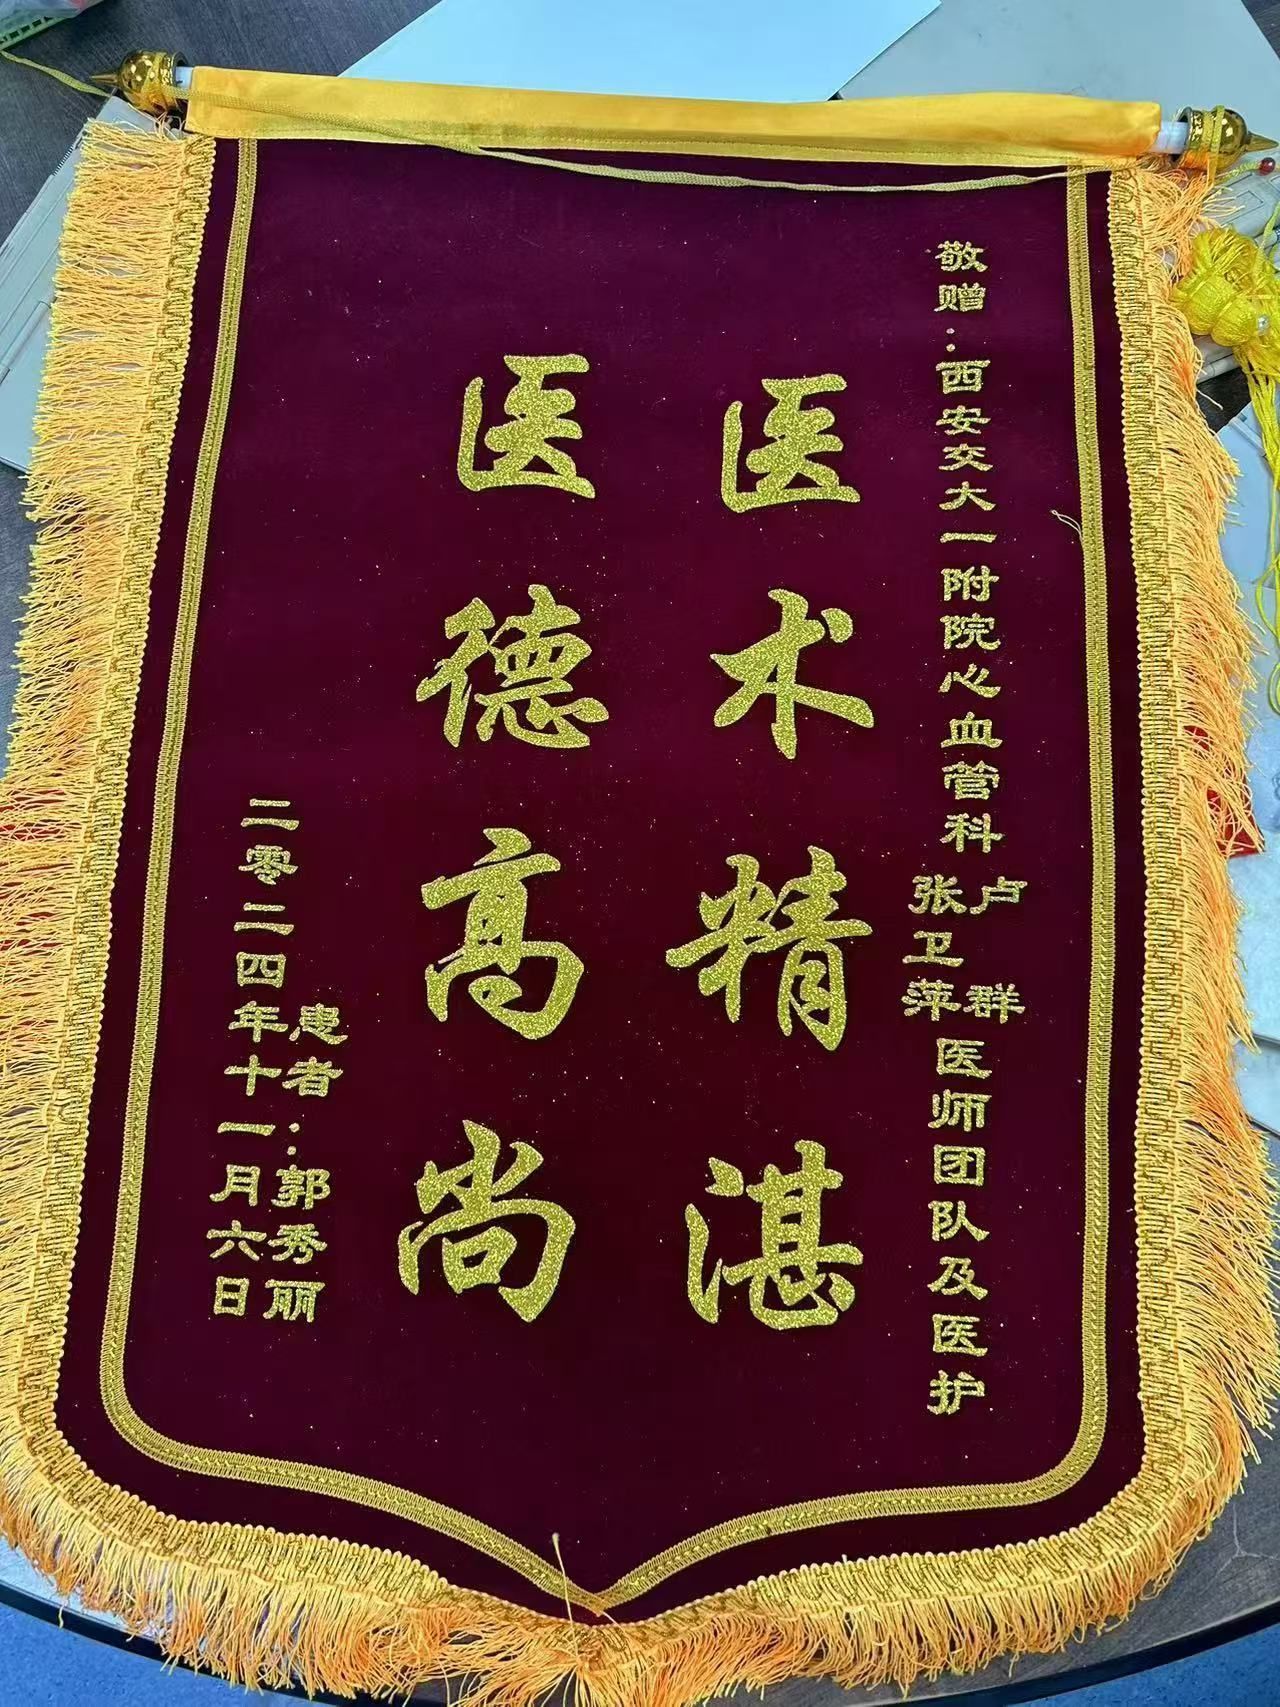 敬赠：西安交大一附院心血管科
卢群
张卫萍
医师团队及医护
医术精湛
医德高尚
患者：郭秀丽
二零二四年十一月六日